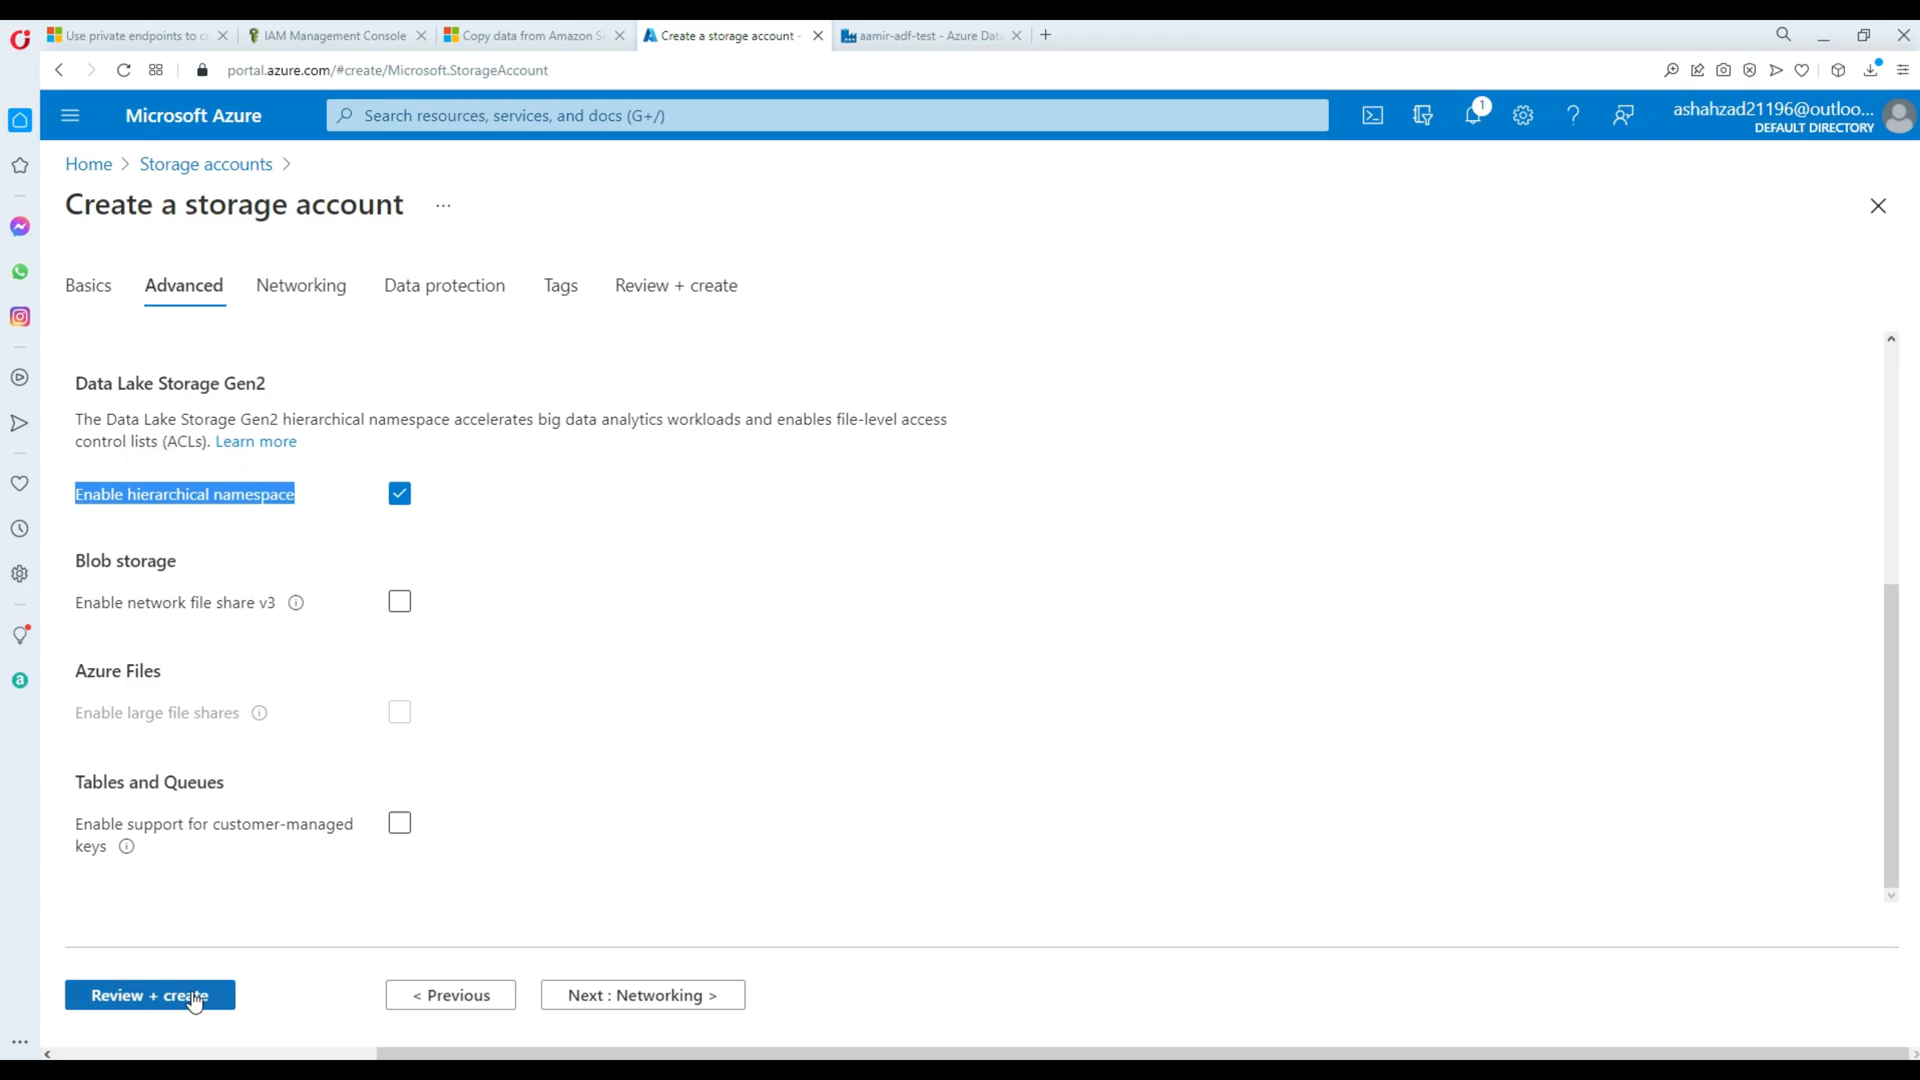 Use private endpoints to c
IAM Management Console
Copy data from Amazon S
Create a storage account -
aamir-adf-test - Azure Dat
portal.azure.com/#create/Microsoft.StorageAccount
Microsoft Azure
Search resources, services, and docs (G+/)
1
ashahzad21196@outloo...
DEFAULT DIRECTORY
Home > Storage accounts >
Create a storage account ...
Basics Advanced Networking Data protection Tags Review + create
Data Lake Storage Gen2
The Data Lake Storage Gen2 hierarchical namespace accelerates big data analytics workloads and enables file-level access
control lists (ACLs). Learn more
Enable hierarchical namespace
Blob storage
Enable network file share v3
Azure Files
Enable large file shares
Tables and Queues
Enable support for customer-managed
keys
Review + create
< Previous
Next : Networking >